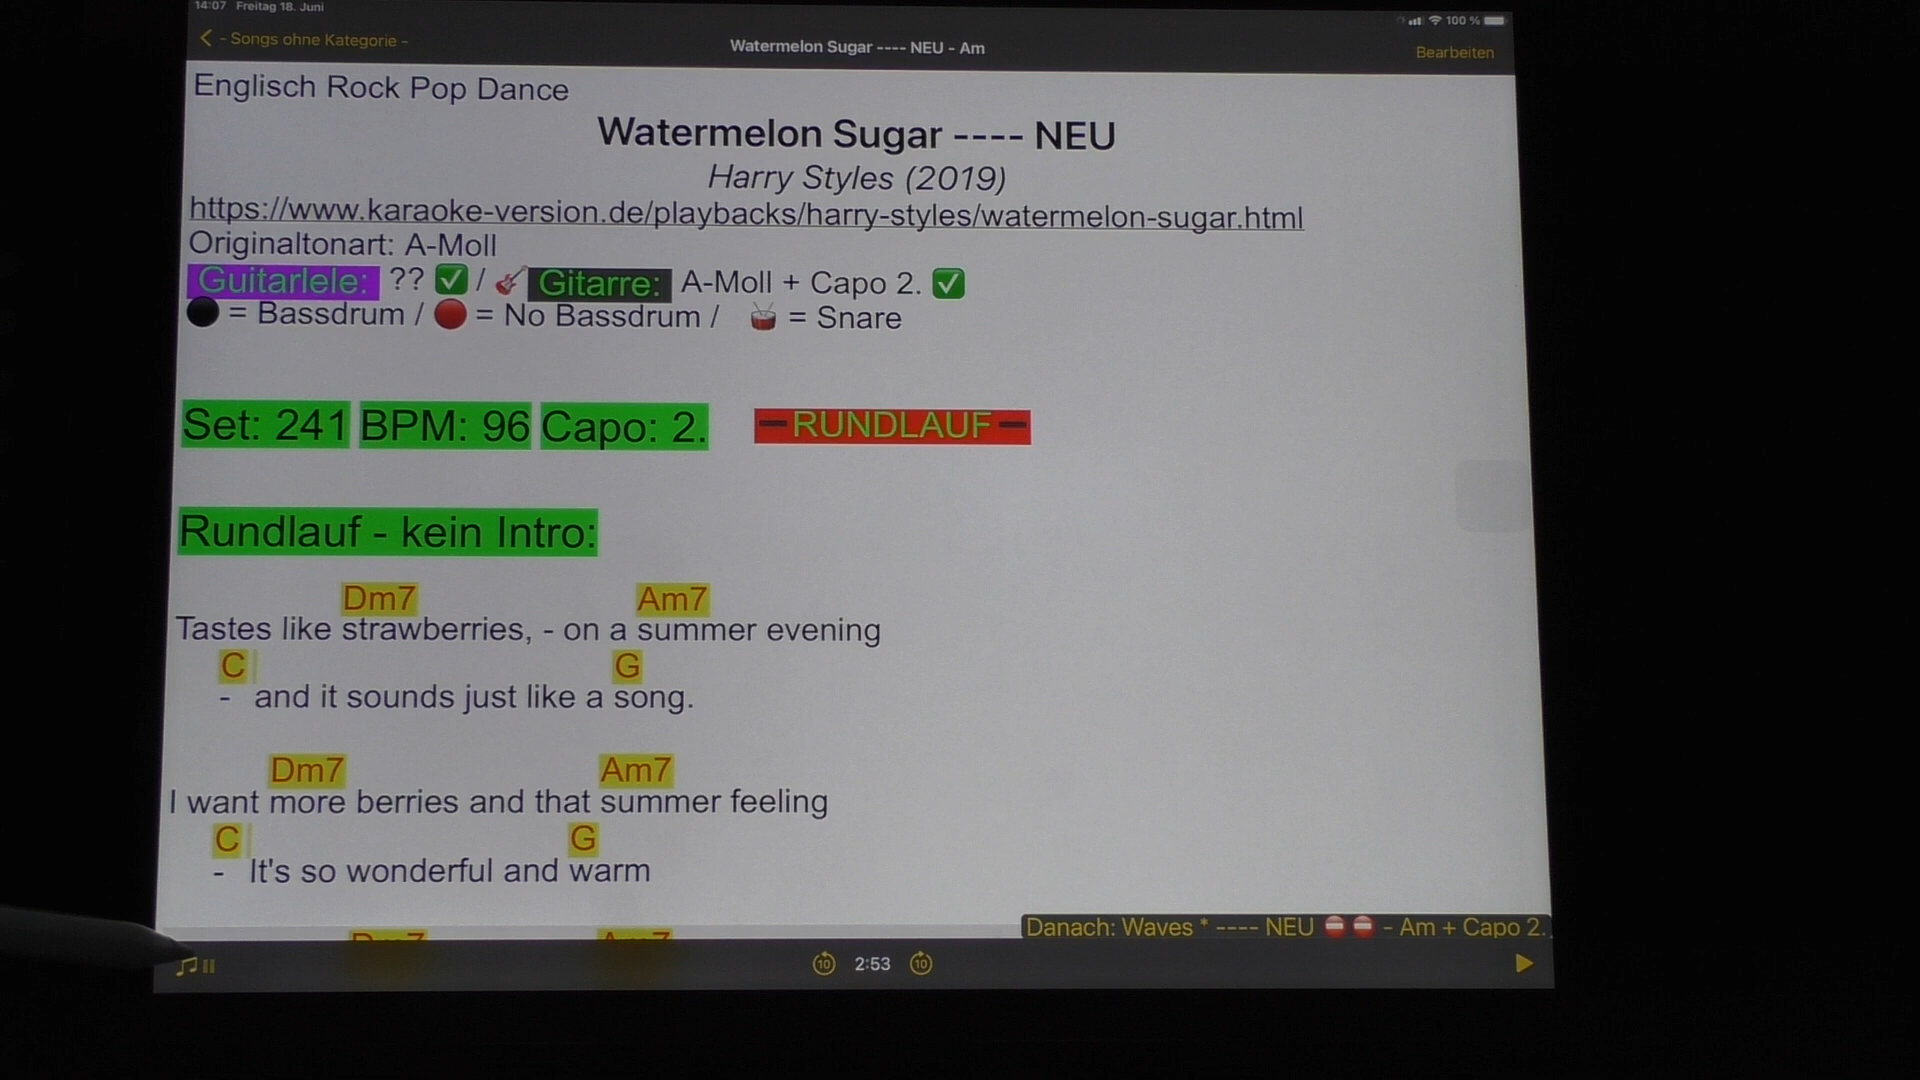 14:07 Freitag 18. Juni
100 %
- Songs ohne Kategorie -
Watermelon Sugar ---- NEU - Am
Bearbeiten
Englisch Rock Pop Dance
Watermelon Sugar ---- NEU
Harry Styles (2019)
https://www.karaoke-version.de/playbacks/harry-styles/watermelon-sugar.html
Originaltonart: A-Moll
Guitarlele: ?? ✅ / 🎸 Gitarre: A-Moll + Capo 2. ✅
⚫ = Bassdrum / 🔴 = No Bassdrum / 🥁 = Snare
Set: 241 BPM: 96 Capo: 2. ➖RUNDLAUF➖
Rundlauf - kein Intro:
Dm7 Am7
Tastes like strawberries, - on a summer evening
C G
- and it sounds just like a song.
Dm7 Am7
I want more berries and that summer feeling
C G
- It's so wonderful and warm
Danach: Waves * ---- NEU ⛔⛔ - Am + Capo 2.
Dm7 Am7
10 2:53 10